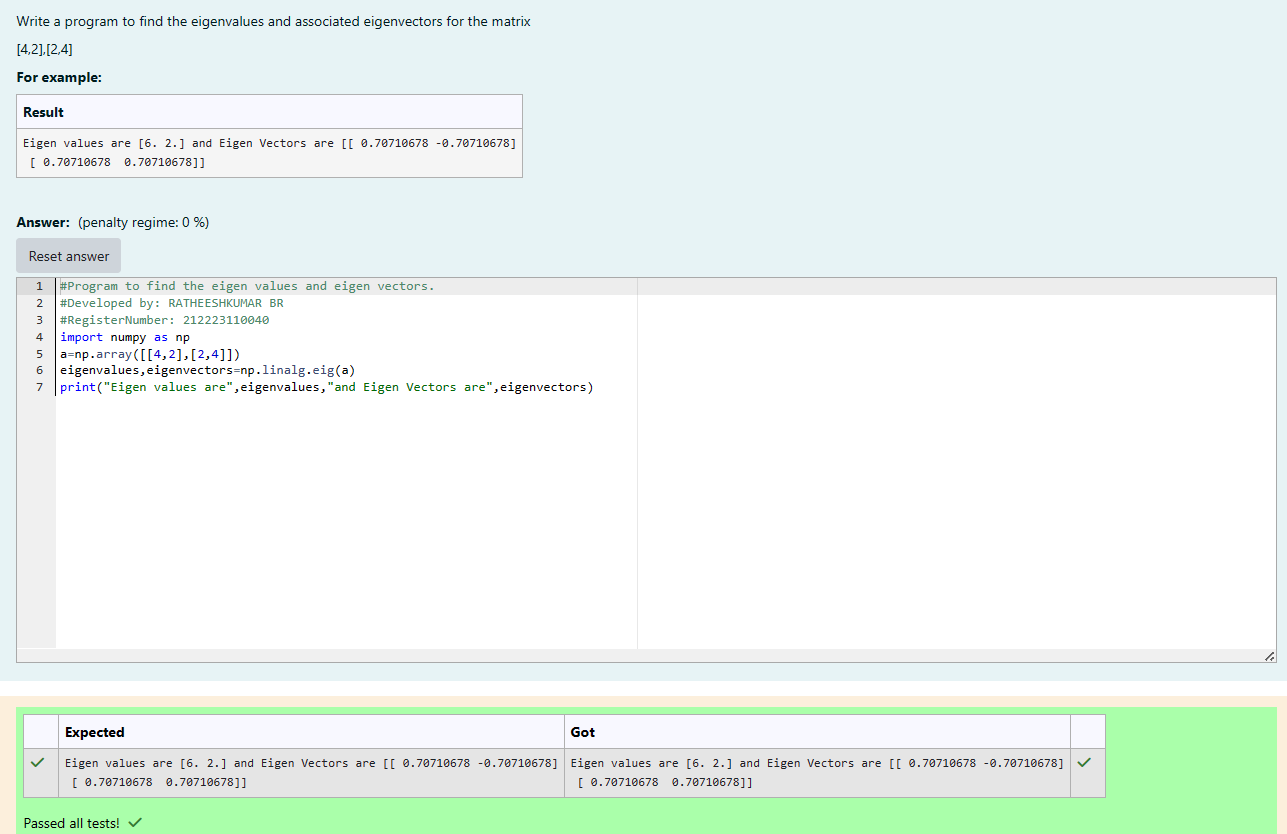 Write a program to find the eigenvalues and associated eigenvectors for the matrix
[4,2],[2,4]
For example:
Result
Eigen values are [6. 2.] and Eigen Vectors are [[ 0.70710678 -0.70710678]
 [ 0.70710678  0.70710678]]
Answer: (penalty regime: 0 %)
Reset answer
1 #Program to find the eigen values and eigen vectors.
2 #Developed by: RATHEESHKUMAR BR
3 #RegisterNumber: 212223110040
4 import numpy as np
5 a=np.array([[4,2],[2,4]])
6 eigenvalues,eigenvectors=np.linalg.eig(a)
7 print("Eigen values are",eigenvalues,"and Eigen Vectors are",eigenvectors)
Expected Got
Eigen values are [6. 2.] and Eigen Vectors are [[ 0.70710678 -0.70710678] Eigen values are [6. 2.] and Eigen Vectors are [[ 0.70710678 -0.70710678]
 [ 0.70710678  0.70710678]] [ 0.70710678  0.70710678]]
Passed all tests!